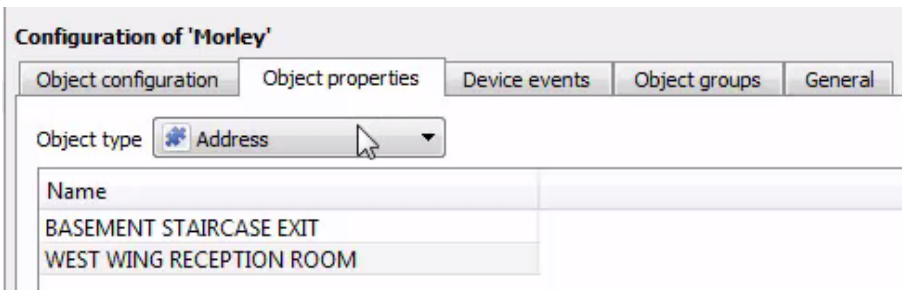 Configuration of 'Morley'
Object configuration Object properties Device events Object groups General
Object type Address
Name
BASEMENT STAIRCASE EXIT
WEST WING RECEPTION ROOM